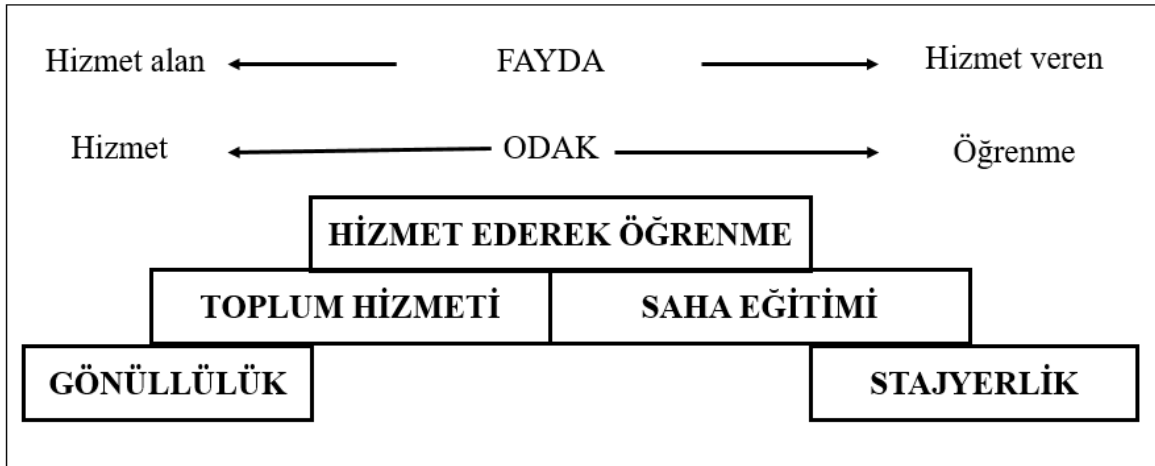 Hizmet alan FAYDA Hizmet veren
Hizmet ODAK Öğrenme
HİZMET EDEREK ÖĞRENME
TOPLUM HİZMETİ SAHA EĞİTİMİ
GÖNÜLLÜLÜK STAJYERLİK